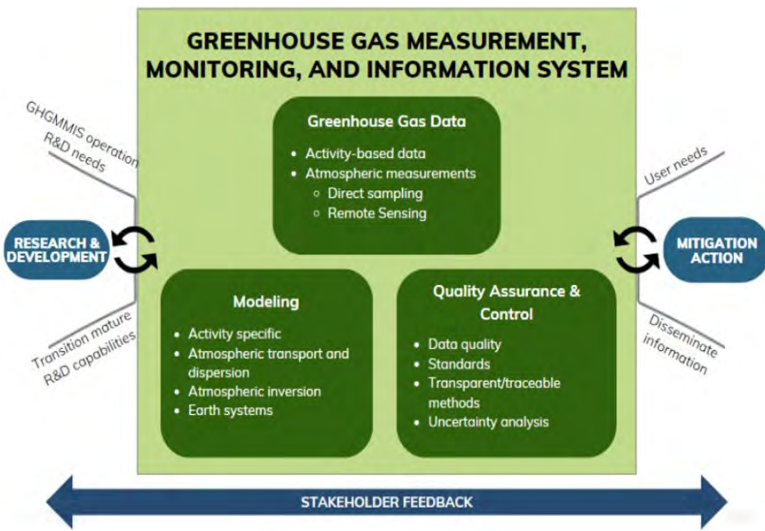 GREENHOUSE GAS MEASUREMENT,
MONITORING, AND INFORMATION SYSTEM
GHGMMIS operation
R&D needs
RESEARCH &
DEVELOPMENT
Transition mature
R&D capabilities
Greenhouse Gas Data
• Activity-based data
• Atmospheric measurements
○ Direct sampling
○ Remote Sensing
Modeling
• Activity specific
• Atmospheric transport and
dispersion
• Atmospheric inversion
• Earth systems
Quality Assurance &
Control
• Data quality
• Standards
• Transparent/traceable
methods
• Uncertainty analysis
User needs
MITIGATION
ACTION
Disseminate
information
STAKEHOLDER FEEDBACK